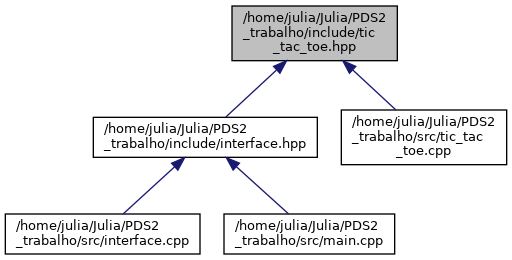 /home/julia/Julia/PDS2
_trabalho/include/tic
_tac_toe.hpp
/home/julia/Julia/PDS2
_trabalho/include/interface.hpp
/home/julia/Julia/PDS2
_trabalho/src/tic_tac
_toe.cpp
/home/julia/Julia/PDS2
_trabalho/src/interface.cpp
/home/julia/Julia/PDS2
_trabalho/src/main.cpp